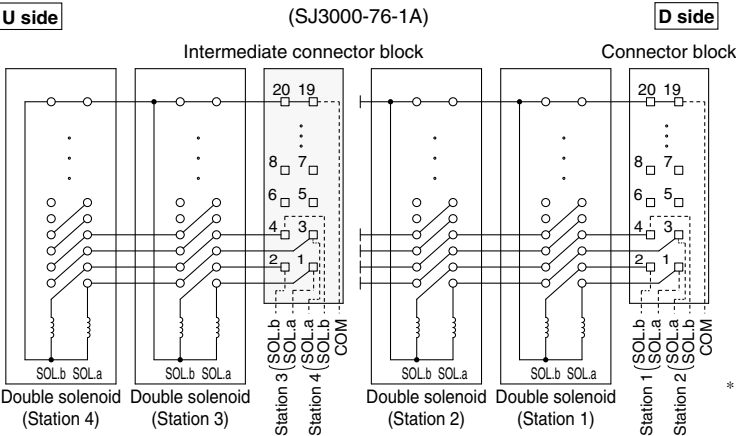 U side
(SJ3000-76-1A)
D side
Intermediate connector block
Connector block
20 19
8 7
6 5
4 3
2 1
20 19
8 7
6 5
4 3
2 1
SOL.b SOL.a
SOL.b SOL.a
SOL.b SOL.a
SOL.b SOL.a
Double solenoid
(Station 4)
Double solenoid
(Station 3)
Station 3 (SOL.b
SOL.a
Station 4 (SOL.a
SOL.b
COM
Double solenoid
(Station 2)
Double solenoid
(Station 1)
Station 1 (SOL.b
SOL.a
Station 2 (SOL.a
SOL.b
COM
*